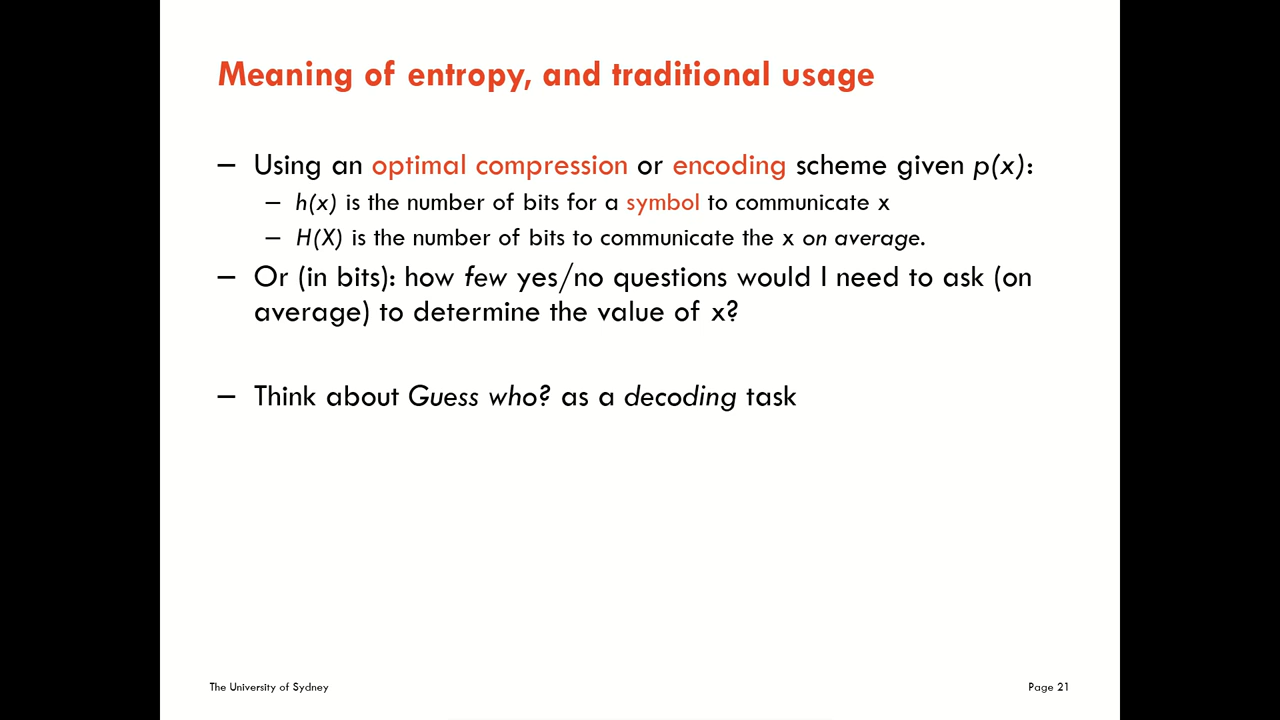 Meaning of entropy, and traditional usage
– Using an optimal compression or encoding scheme given p(x):
– h(x) is the number of bits for a symbol to communicate x
– H(X) is the number of bits to communicate the x on average.
– Or (in bits): how few yes/no questions would I need to ask (on
average) to determine the value of x?
– Think about Guess who? as a decoding task
The University of Sydney
Page 21